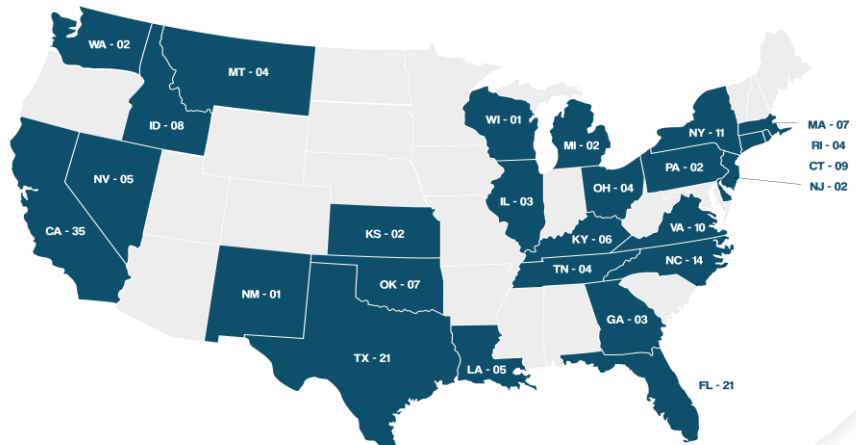 WA - 02
MT - 04
ID - 08
WI - 01
MI - 02
NY - 11
MA - 07
RI - 04
CT - 09
NJ - 02
PA - 02
NV - 05
IL - 03
OH - 04
CA - 35
KS - 02
KY - 06
VA - 10
NC - 14
TN - 04
NM - 01
OK - 07
GA - 03
TX - 21
LA - 05
FL - 21